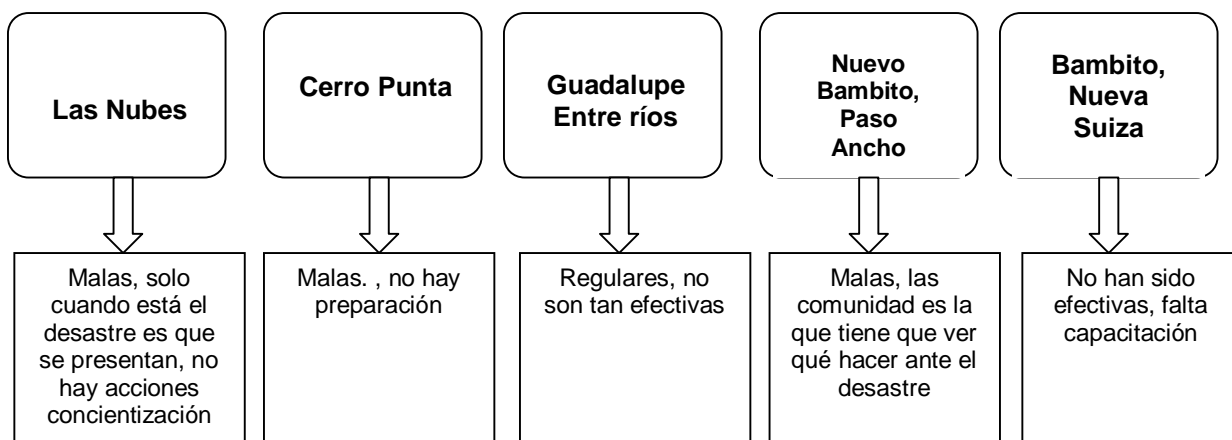 Las Nubes
Cerro Punta
Guadalupe
Entre ríos
Nuevo
Bambito,
Paso
Ancho
Bambito,
Nueva
Suiza
Malas, solo
cuando está el
desastre es que
se presentan, no
hay acciones
concientización
Malas. , no hay
preparación
Regulares, no
son tan efectivas
Malas, las
comunidad es la
que tiene que ver
qué hacer ante el
desastre
No han sido
efectivas, falta
capacitación